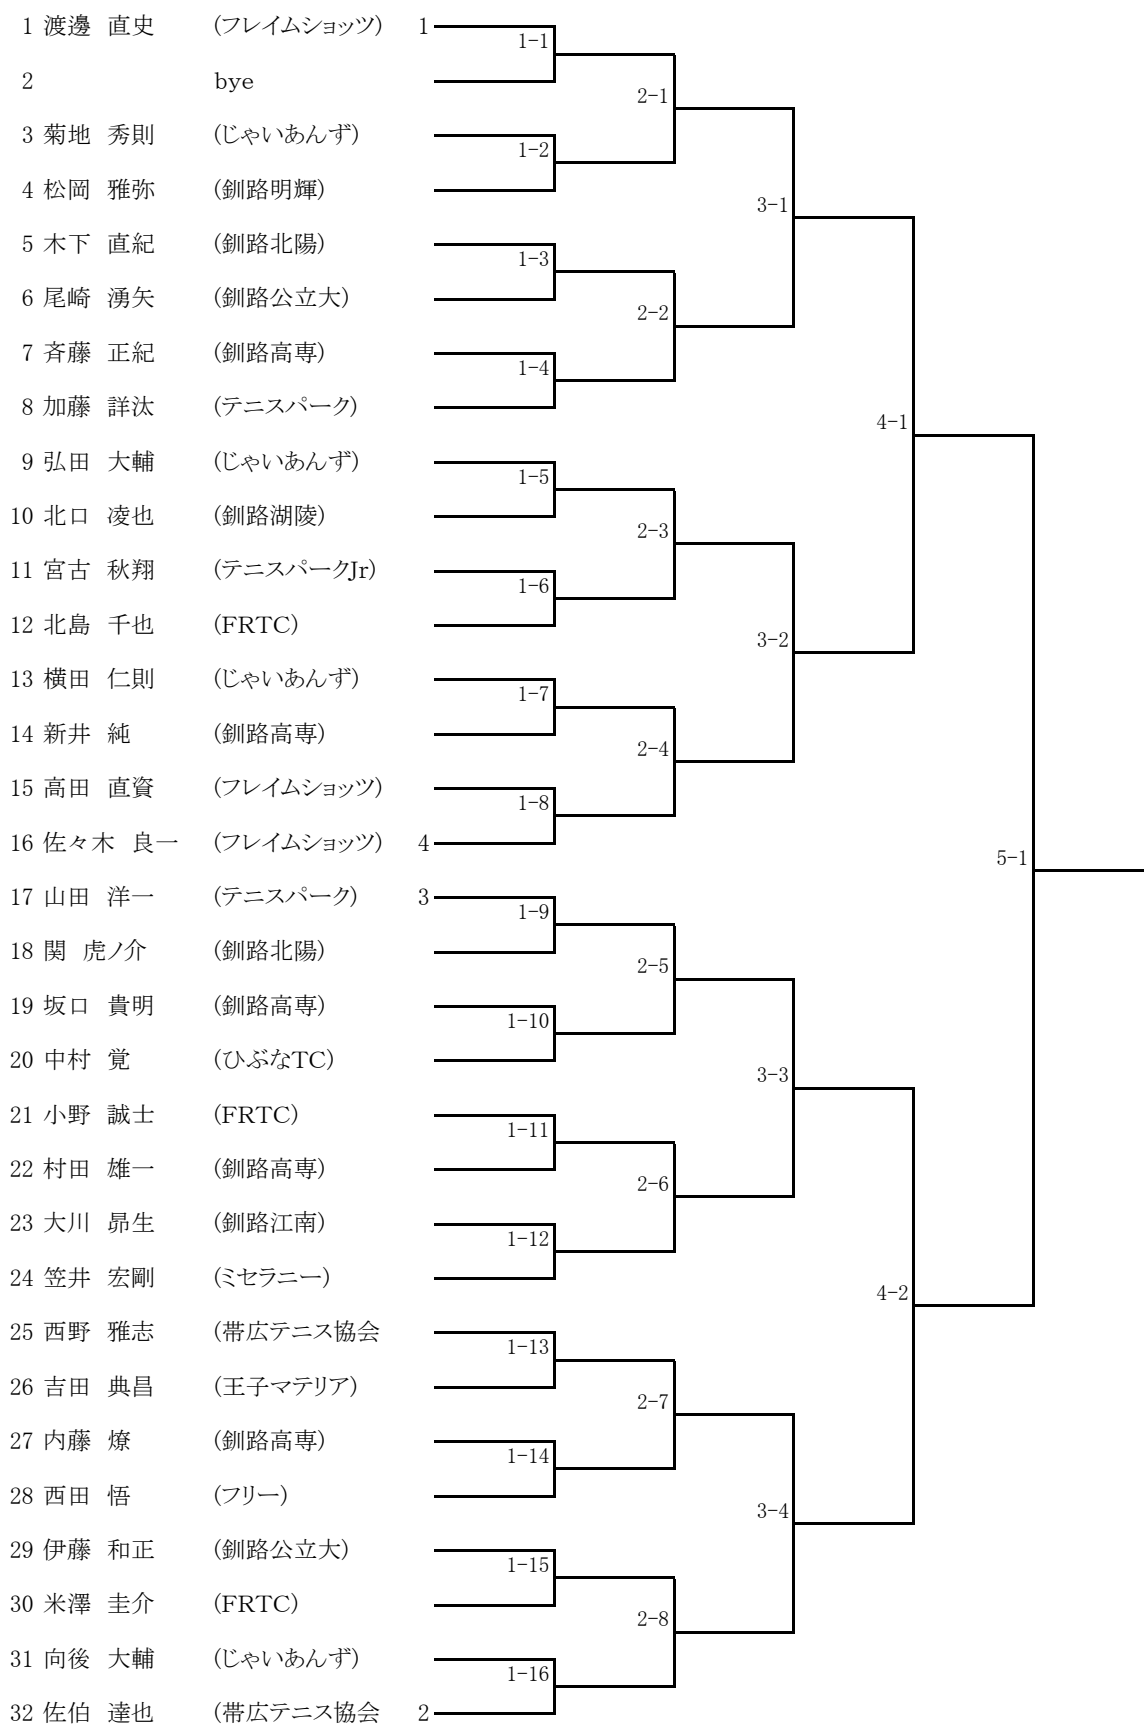 1 渡邊 直史 (フレイムショッツ) 1
1-1
2 bye
2-1
3 菊地 秀則 (じゃいあんず)
1-2
4 松岡 雅弥 (釧路明輝)
3-1
5 木下 直紀 (釧路北陽)
1-3
6 尾崎 湧矢 (釧路公立大)
2-2
7 斉藤 正紀 (釧路高専)
1-4
8 加藤 詳汰 (テニスパーク)
4-1
9 弘田 大輔 (じゃいあんず)
1-5
10 北口 凌也 (釧路湖陵)
2-3
11 宮古 秋翔 (テニスパークJr)
1-6
12 北島 千也 (FRTC)
3-2
13 横田 仁則 (じゃいあんず)
1-7
14 新井 純 (釧路高専)
2-4
15 高田 直資 (フレイムショッツ)
1-8
16 佐々木 良一 (フレイムショッツ) 4
5-1
17 山田 洋一 (テニスパーク) 3
1-9
18 関 虎ノ介 (釧路北陽)
2-5
19 坂口 貴明 (釧路高専)
1-10
20 中村 覚 (ひぶなTC)
3-3
21 小野 誠士 (FRTC)
1-11
22 村田 雄一 (釧路高専)
2-6
23 大川 昴生 (釧路江南)
1-12
24 笠井 宏剛 (ミセラニー)
4-2
25 西野 雅志 (帯広テニス協会
1-13
26 吉田 典昌 (王子マテリア)
2-7
27 内藤 燎 (釧路高専)
1-14
28 西田 悟 (フリー)
3-4
29 伊藤 和正 (釧路公立大)
1-15
30 米澤 圭介 (FRTC)
2-8
31 向後 大輔 (じゃいあんず)
1-16
32 佐伯 達也 (帯広テニス協会 2